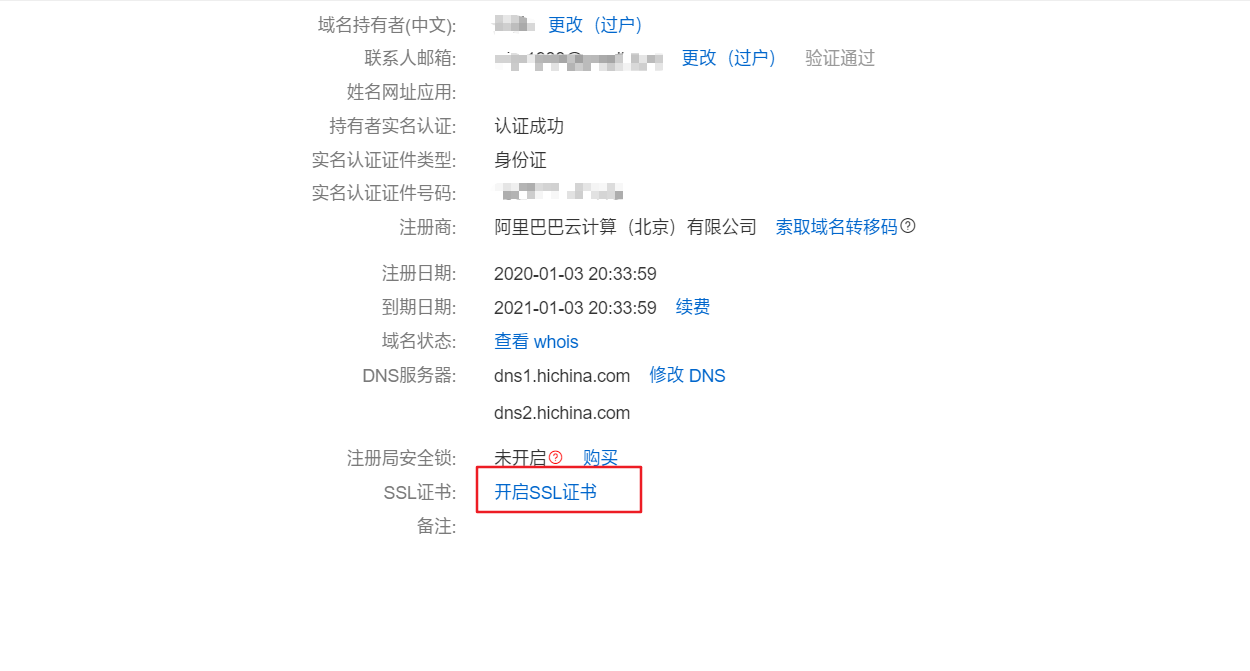 域名持有者(中文): 更改（过户）
联系人邮箱: 更改（过户） 验证通过
姓名网址应用:
持有者实名认证: 认证成功
实名认证证件类型: 身份证
实名认证证件号码:
注册商: 阿里巴巴云计算（北京）有限公司 索取域名转移码?
注册日期: 2020-01-03 20:33:59
到期日期: 2021-01-03 20:33:59 续费
域名状态: 查看 whois
DNS服务器: dns1.hichina.com 修改 DNS
dns2.hichina.com
注册局安全锁: 未开启? 购买
SSL证书: 开启SSL证书
备注: